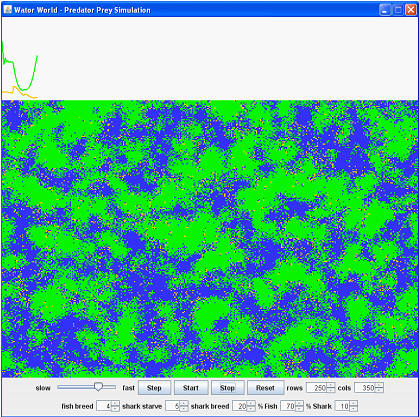 Wator World - Predator Prey Simulation
slow fast Step Start Stop Reset rows 250 cols 350
fish breed 4 shark starve 5 shark breed 20 % Fish 70 % Shark 10